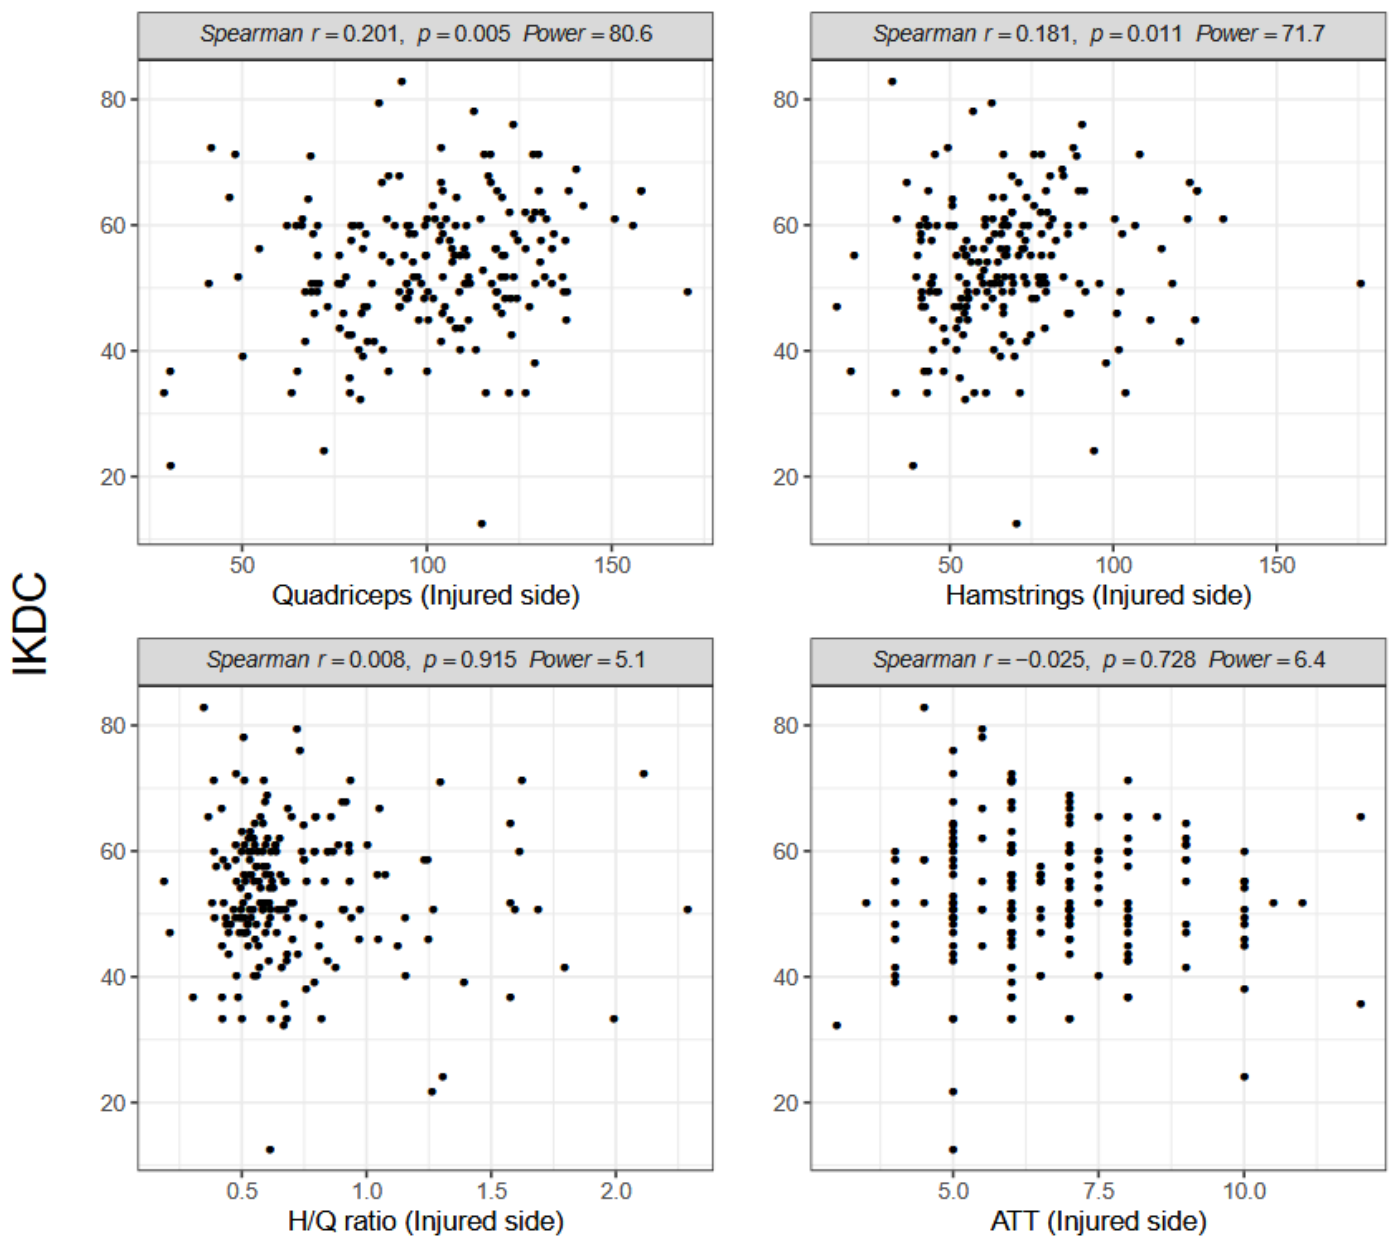 Spearman r = 0.201, p = 0.005 Power = 80.6
80
60
40
20
50 100 150
Quadriceps (Injured side)
Spearman r = 0.181, p = 0.011 Power = 71.7
80
60
40
20
50 100 150
Hamstrings (Injured side)
IKDC
Spearman r = 0.008, p = 0.915 Power = 5.1
80
60
40
20
0.5 1.0 1.5 2.0
H/Q ratio (Injured side)
Spearman r = −0.025, p = 0.728 Power = 6.4
80
60
40
20
5.0 7.5 10.0
ATT (Injured side)